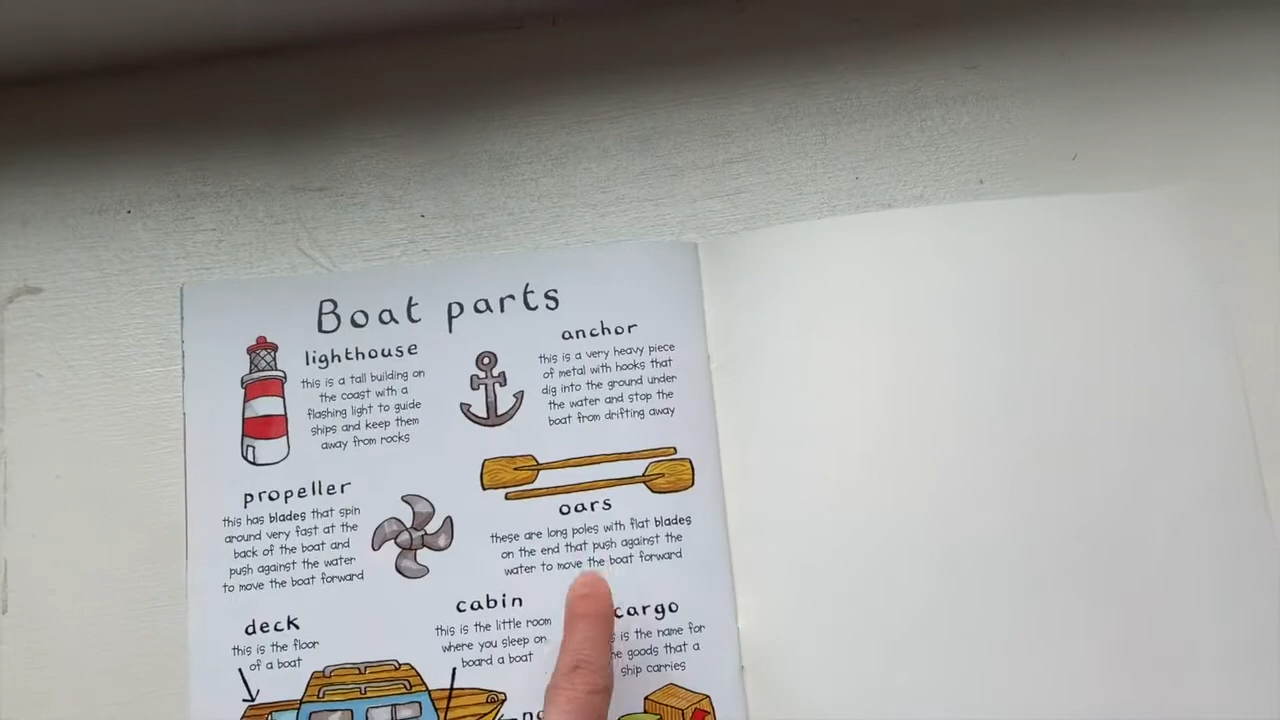 Boat parts
lighthouse
this is a tall building on
the coast with a
flashing light to guide
ships and keep them
away from rocks
anchor
this is a very heavy piece
of metal with hooks that
dig into the ground under
the water and stop the
boat from drifting away
propeller
this has blades that spin
around very fast at the
back of the boat and
push against the water
to move the boat forward
oars
these are long poles with flat blades
on the end that push against the
water to move the boat forward
deck
this is the floor
of a boat
cabin
this is the little room
where you sleep on
board a boat
cargo
is the name for
goods that a
ship carries